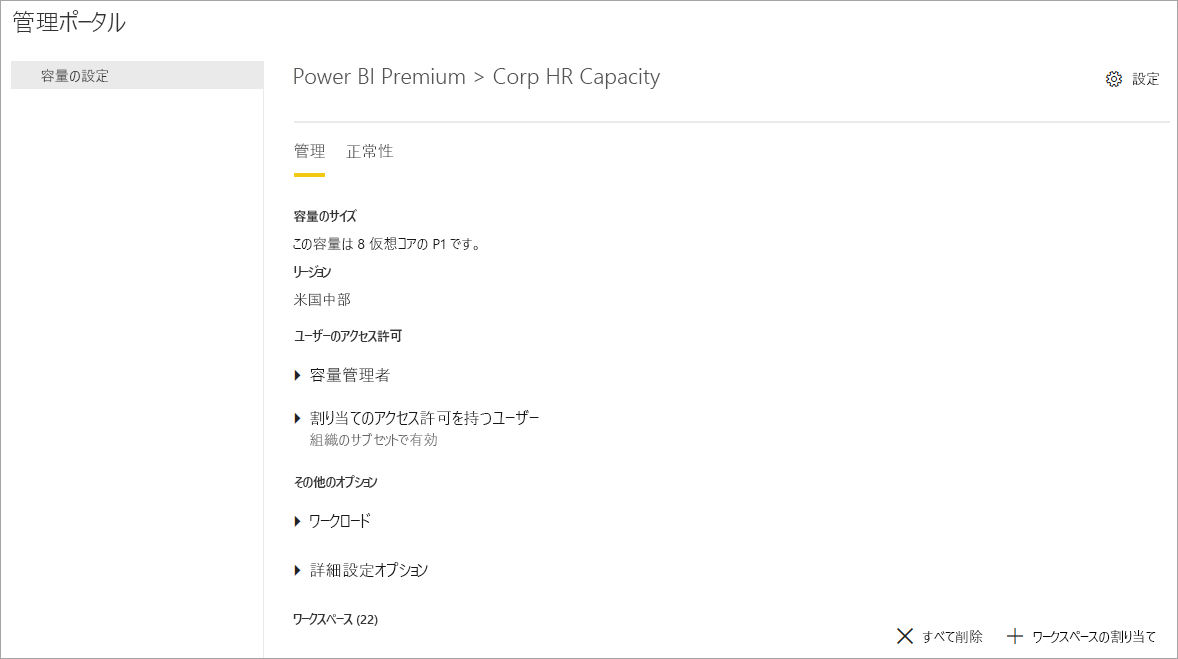 管理ポータル
容量の設定
Power BI Premium > Corp HR Capacity
設定
管理 正常性
容量のサイズ
この容量は 8 仮想コアの P1 です。
リージョン
米国中部
ユーザーのアクセス許可
容量管理者
割り当てのアクセス許可を持つユーザー
組織のサブセットで有効
その他のオプション
ワークロード
詳細設定オプション
ワークスペース (22)
すべて削除 ワークスペースの割り当て